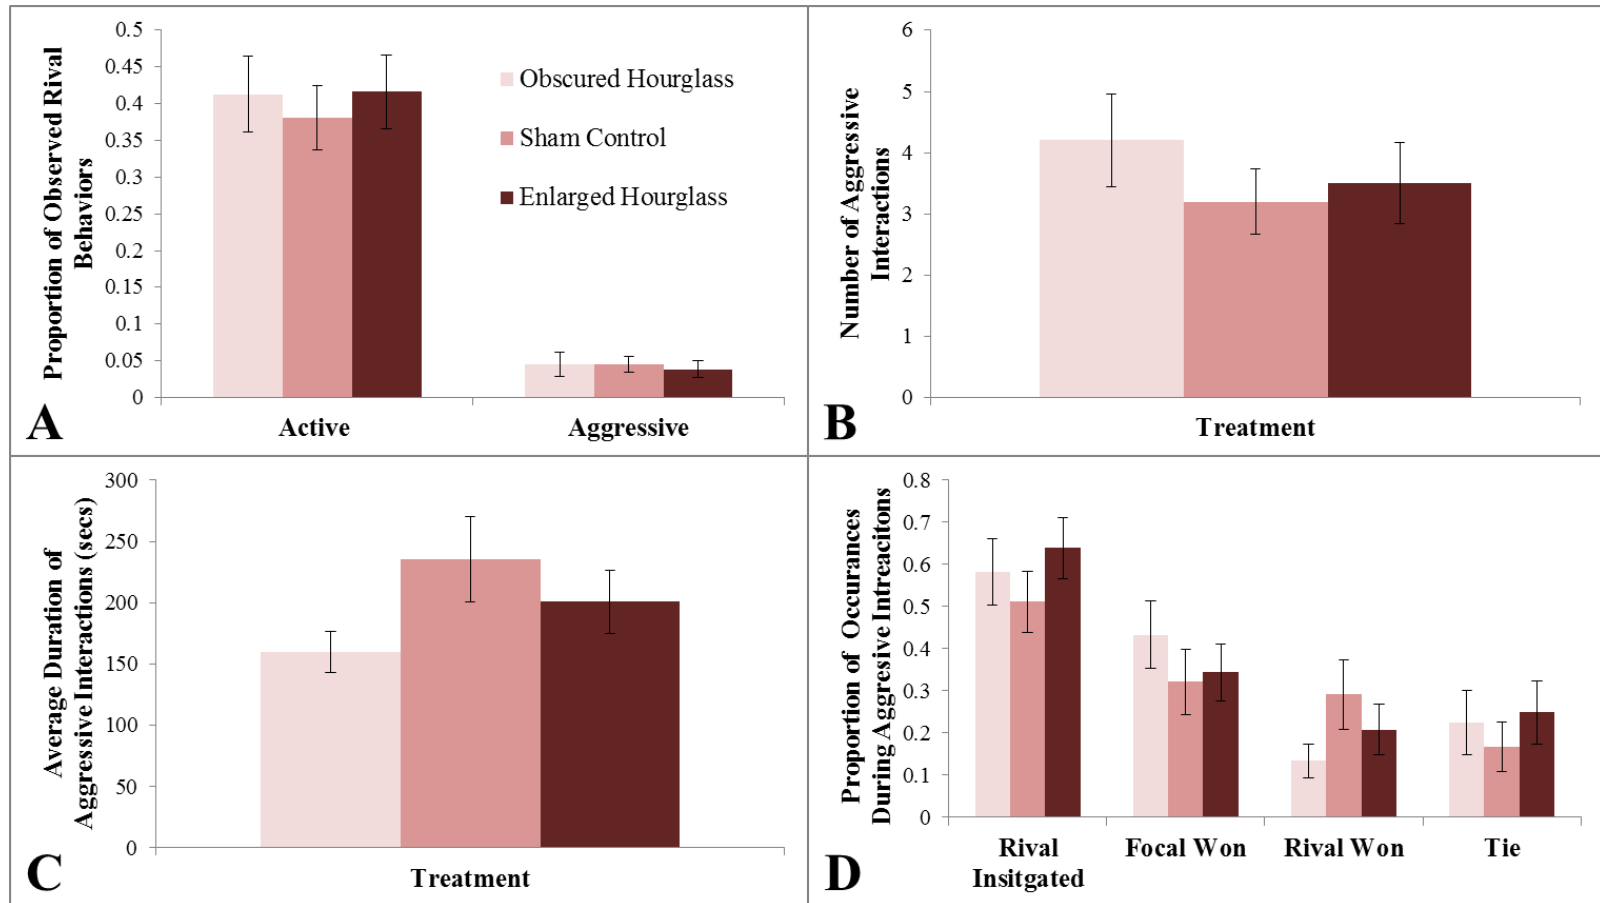 Proportion of Observed Rival
Behaviors
0.5
0.45
0.4
0.35
0.3
0.25
0.2
0.15
0.1
0.05
0
Obscured Hourglass
Sham Control
Enlarged Hourglass
Active
Aggressive
A
Number of Aggressive
Interactions
6
5
4
3
2
1
0
Treatment
B
Average Duration of
Aggressive Interactions (secs)
300
250
200
150
100
50
0
Treatment
C
Proportion of Occurances
During Aggresive Intreacitons
0.8
0.7
0.6
0.5
0.4
0.3
0.2
0.1
0
Rival
Insitgated
Focal Won
Rival Won
Tie
D